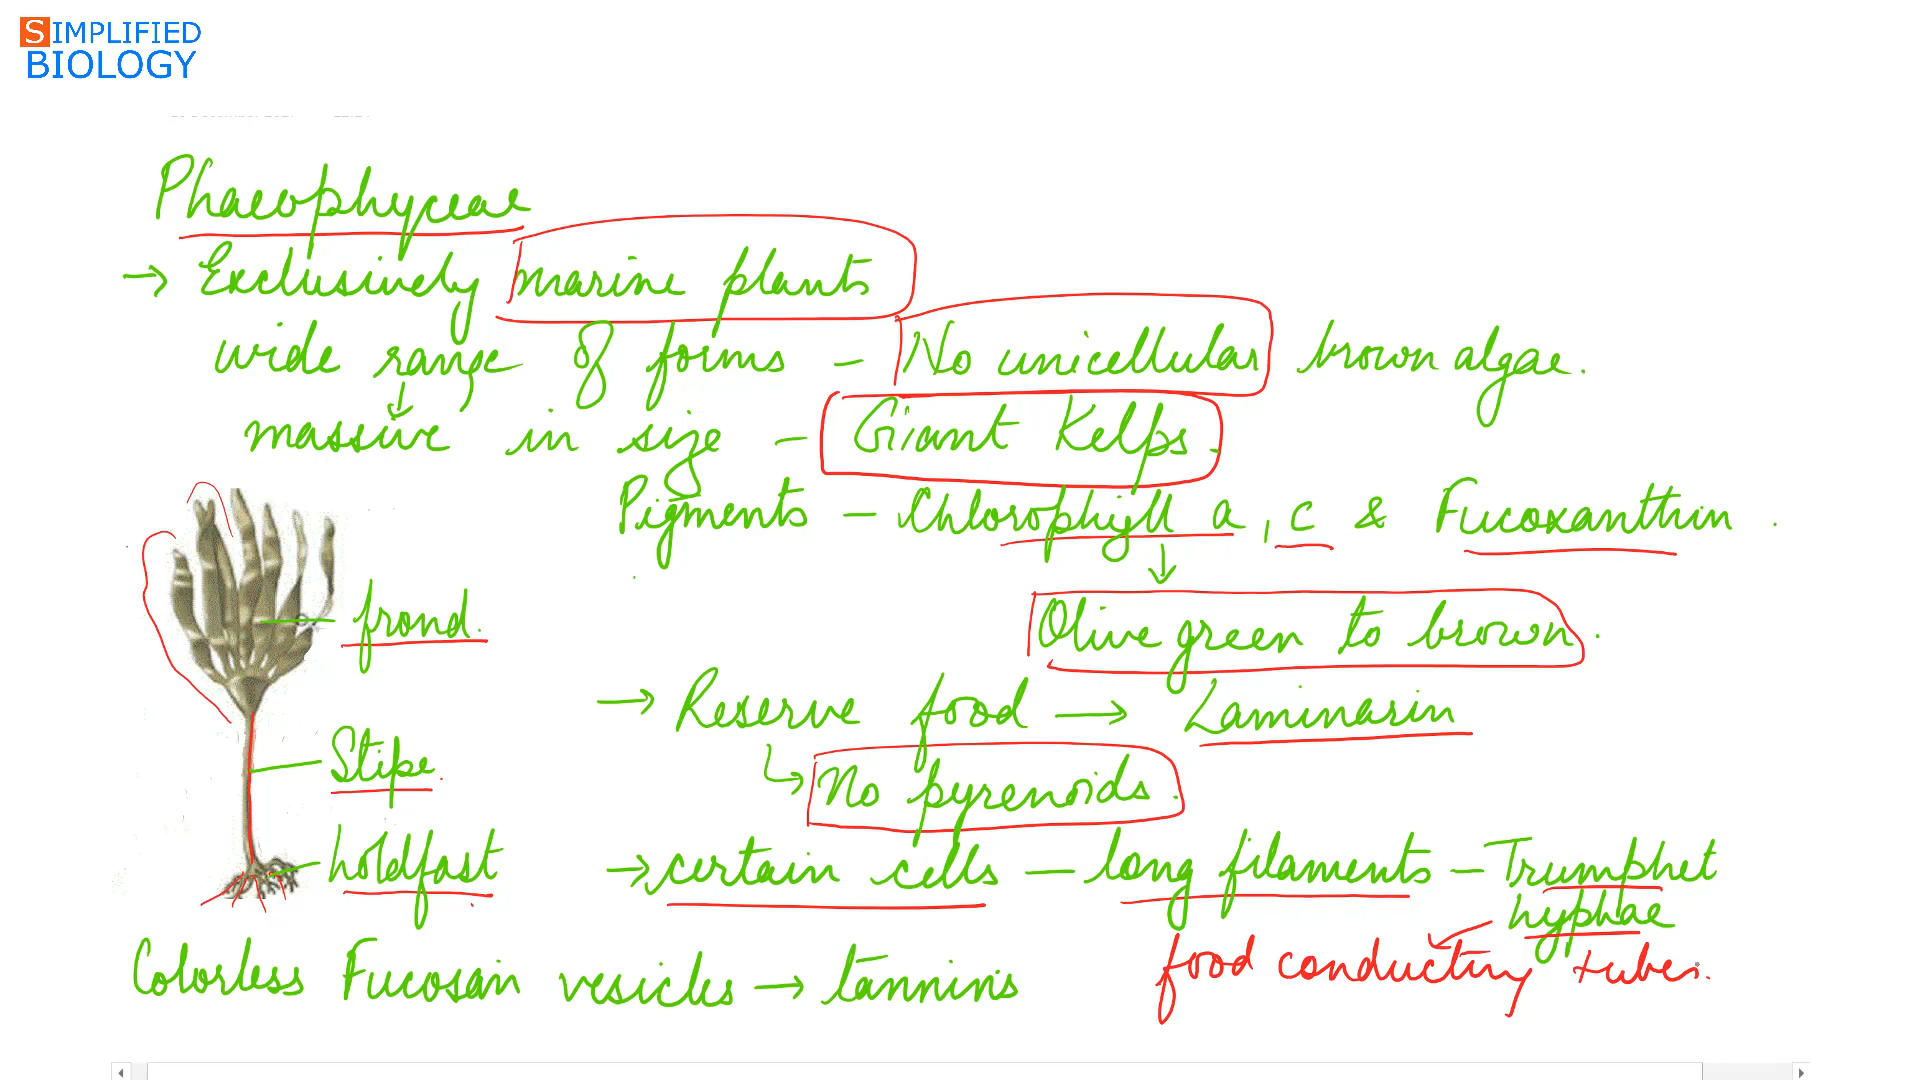 SIMPLIFIED
BIOLOGY
Phaeophyceae
→ Exclusively marine plants
wide range of forms - No unicellular brown algae.
massive in size - Giant Kelps.
Pigments - Chlorophyll a, c & Fucoxanthin.
Olive green to brown.
frond.
→ Reserve food → Laminarin
Stipe.
↳ No pyrenoids.
holdfast
→ certain cells - long filaments - Trumphet
hyphae
food conducting tubes.
Colorless Fucosan vesicles → tannins